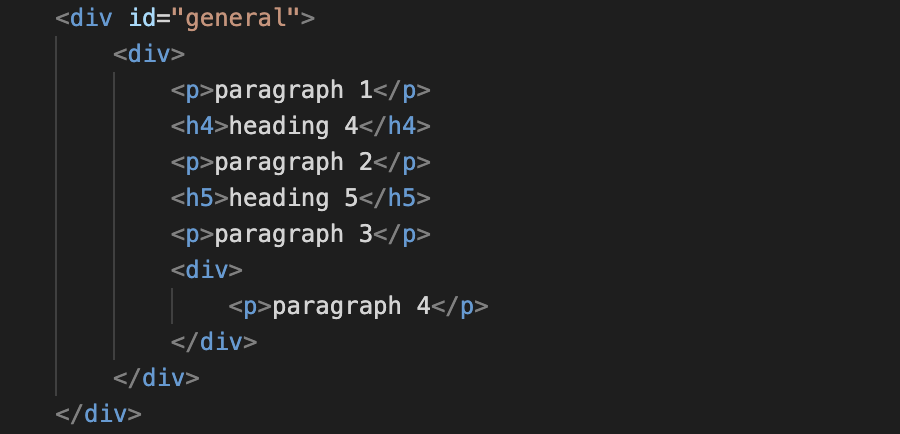 <div id="general">
    <div>
        <p>paragraph 1</p>
        <h4>heading 4</h4>
        <p>paragraph 2</p>
        <h5>heading 5</h5>
        <p>paragraph 3</p>
        <div>
            <p>paragraph 4</p>
        </div>
    </div>
</div>